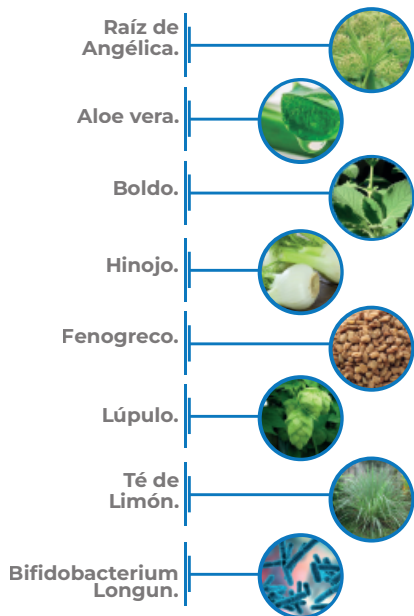 Raíz de
Angélica.
Aloe vera.
Boldo.
Hinojo.
Fenogreco.
Lúpulo.
Té de
Limón.
Bifidobacterium
Longun.